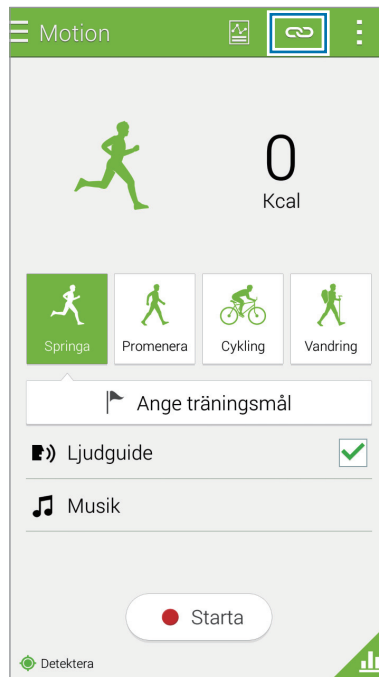 Motion
0
Kcal
Springa
Promenera
Cykling
Vandring
Ange träningsmål
Ljudguide
Musik
Starta
Detektera